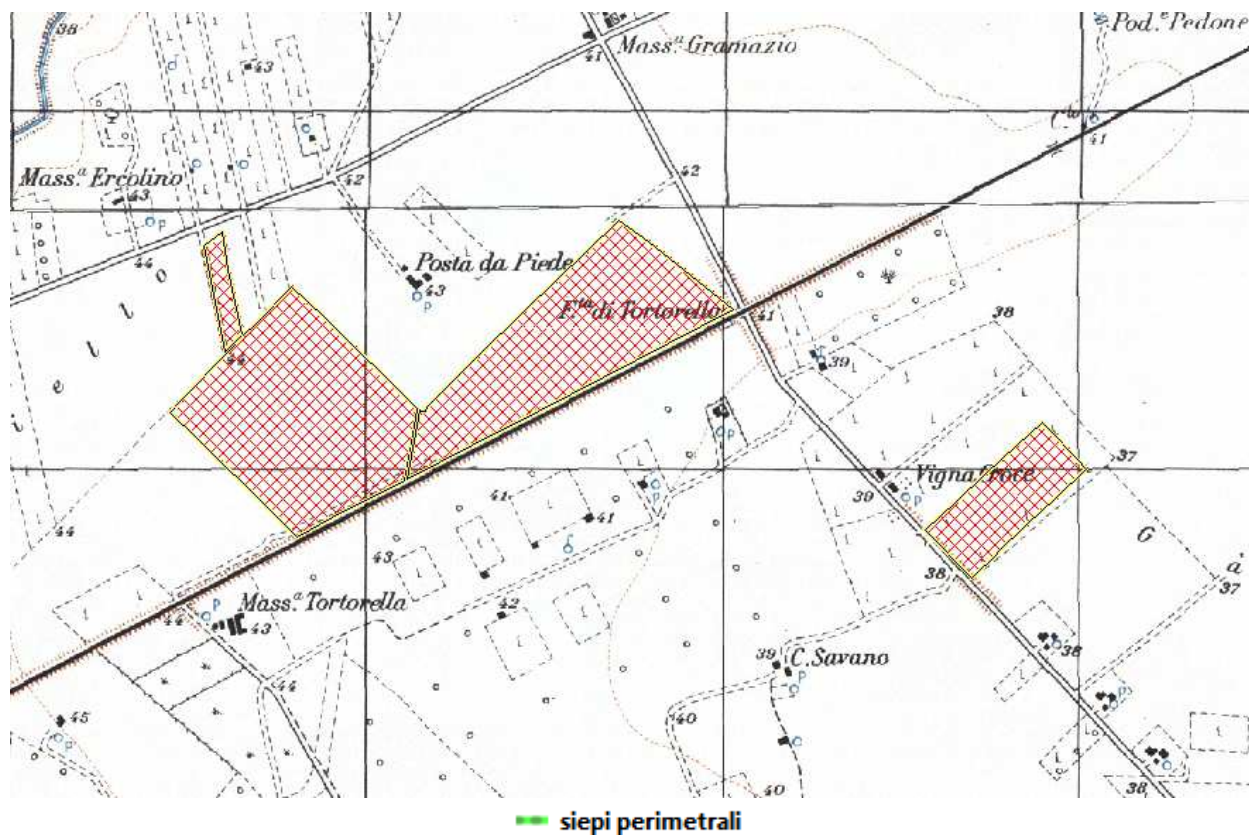 38
Mass.ª Gramazio
41
Pod.ᵉ Pedone
43
41
Mass.ª Ercolino
43
42
42
44
Posta da Piede
43
P
P
F.ᵗᵃ di Tortorello
41
44
38
39
P
37
44
41
41
P
Vigna Croce
39
P
43
G
38
42
37
à
Mass.ª Tortorella
P
44
43
38
39
C. Savano
P
44
45
P
40
P
40
38
siepi perimetrali